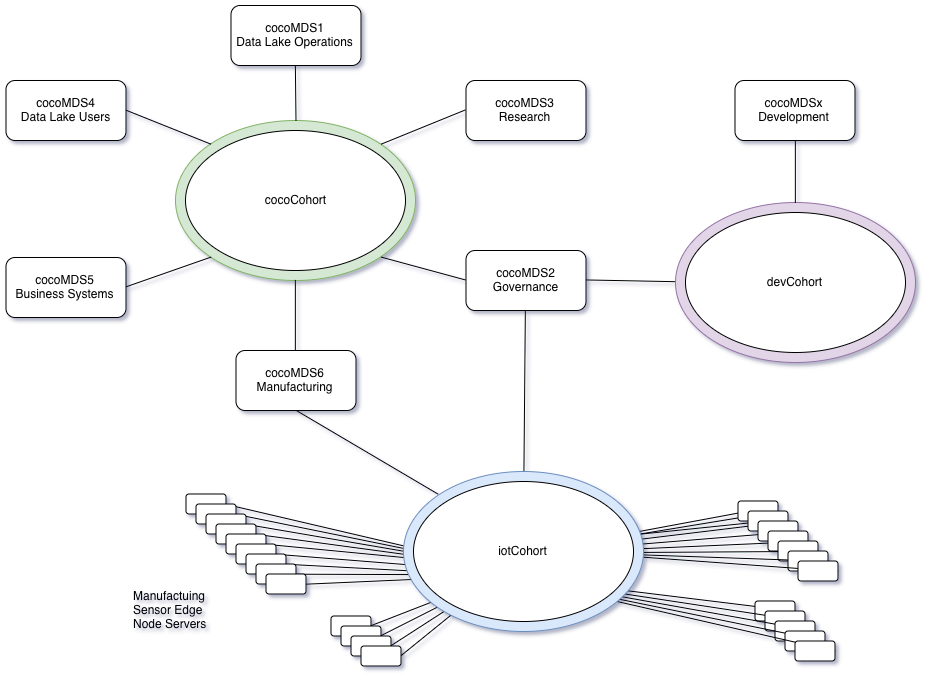 cocoMDS1
Data Lake Operations
cocoMDS4
Data Lake Users
cocoMDS3
Research
cocoMDSx
Development
cocoCohort
cocoMDS5
Business Systems
cocoMDS2
Governance
devCohort
cocoMDS6
Manufacturing
iotCohort
Manufactuing
Sensor Edge
Node Servers